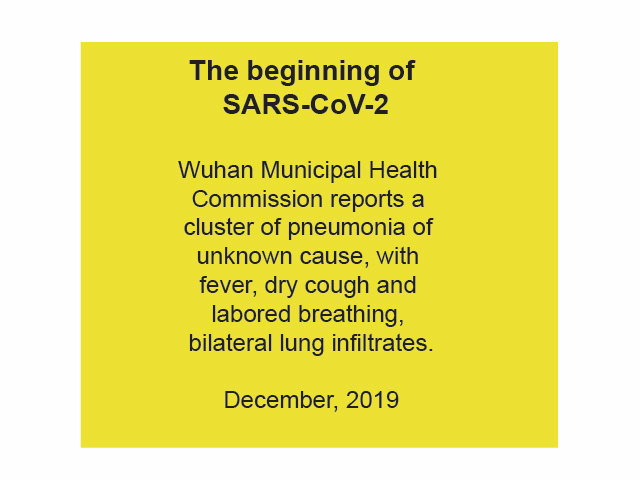 The beginning of
SARS-CoV-2
Wuhan Municipal Health
Commission reports a
cluster of pneumonia of
unknown cause, with
fever, dry cough and
labored breathing,
bilateral lung infiltrates.
December, 2019